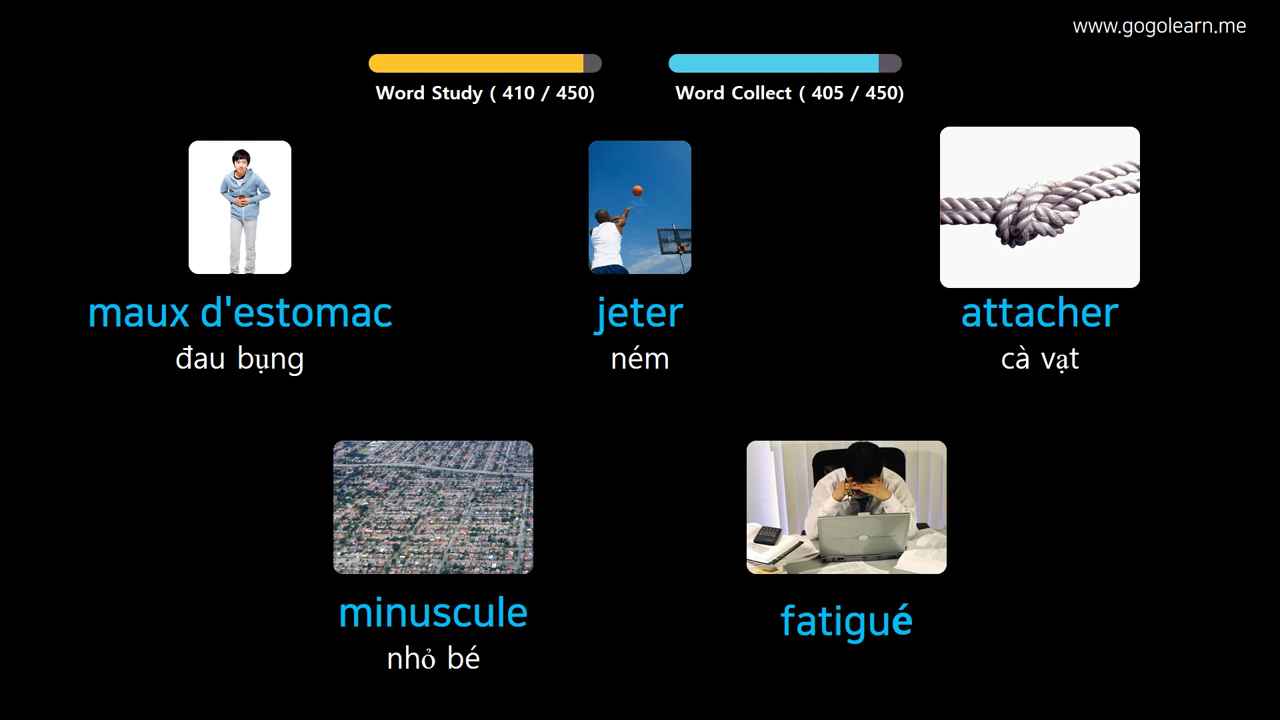 www.gogolearn.me
Word Study ( 410 / 450)
Word Collect ( 405 / 450)
maux d'estomac
đau bụng
jeter
ném
attacher
cà vạt
minuscule
nhỏ bé
fatigué